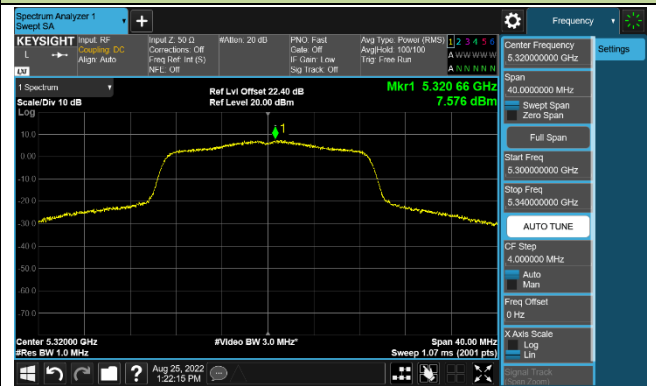 Spectrum Analyzer 1
Swept SA
Frequency
KEYSIGHT
Input: RF
Coupling: DC
Align: Auto
Input Z: 50 Ω
Corrections: Off
Freq Ref: Int (S)
NFE: Off
#Atten: 20 dB
PNO: Fast
Gate: Off
IF Gain: Low
Sig Track: Off
Avg Type: Power (RMS)
Avg|Hold: 100/100
Trig: Free Run
1 2 3 4 5 6
A W W W W W
A N N N N N
L
LXI
1 Spectrum
Scale/Div 10 dB
Log
Ref Lvl Offset 22.40 dB
Ref Level 20.00 dBm
Mkr1 5.320 66 GHz
7.576 dBm
1
10.0
0.00
-10.0
-20.0
-30.0
-40.0
-50.0
-60.0
-70.0
Center 5.32000 GHz
#Res BW 1.0 MHz
#Video BW 3.0 MHz*
Span 40.00 MHz
Sweep 1.07 ms (2001 pts)
Center Frequency
5.320000000 GHz
Settings
Span
40.0000000 MHz
Swept Span
Zero Span
Full Span
Start Freq
5.300000000 GHz
Stop Freq
5.340000000 GHz
AUTO TUNE
CF Step
4.000000 MHz
Auto
Man
Freq Offset
0 Hz
X Axis Scale
Log
Lin
Signal Track
(Span Zoom)
Aug 25, 2022
1:22:15 PM